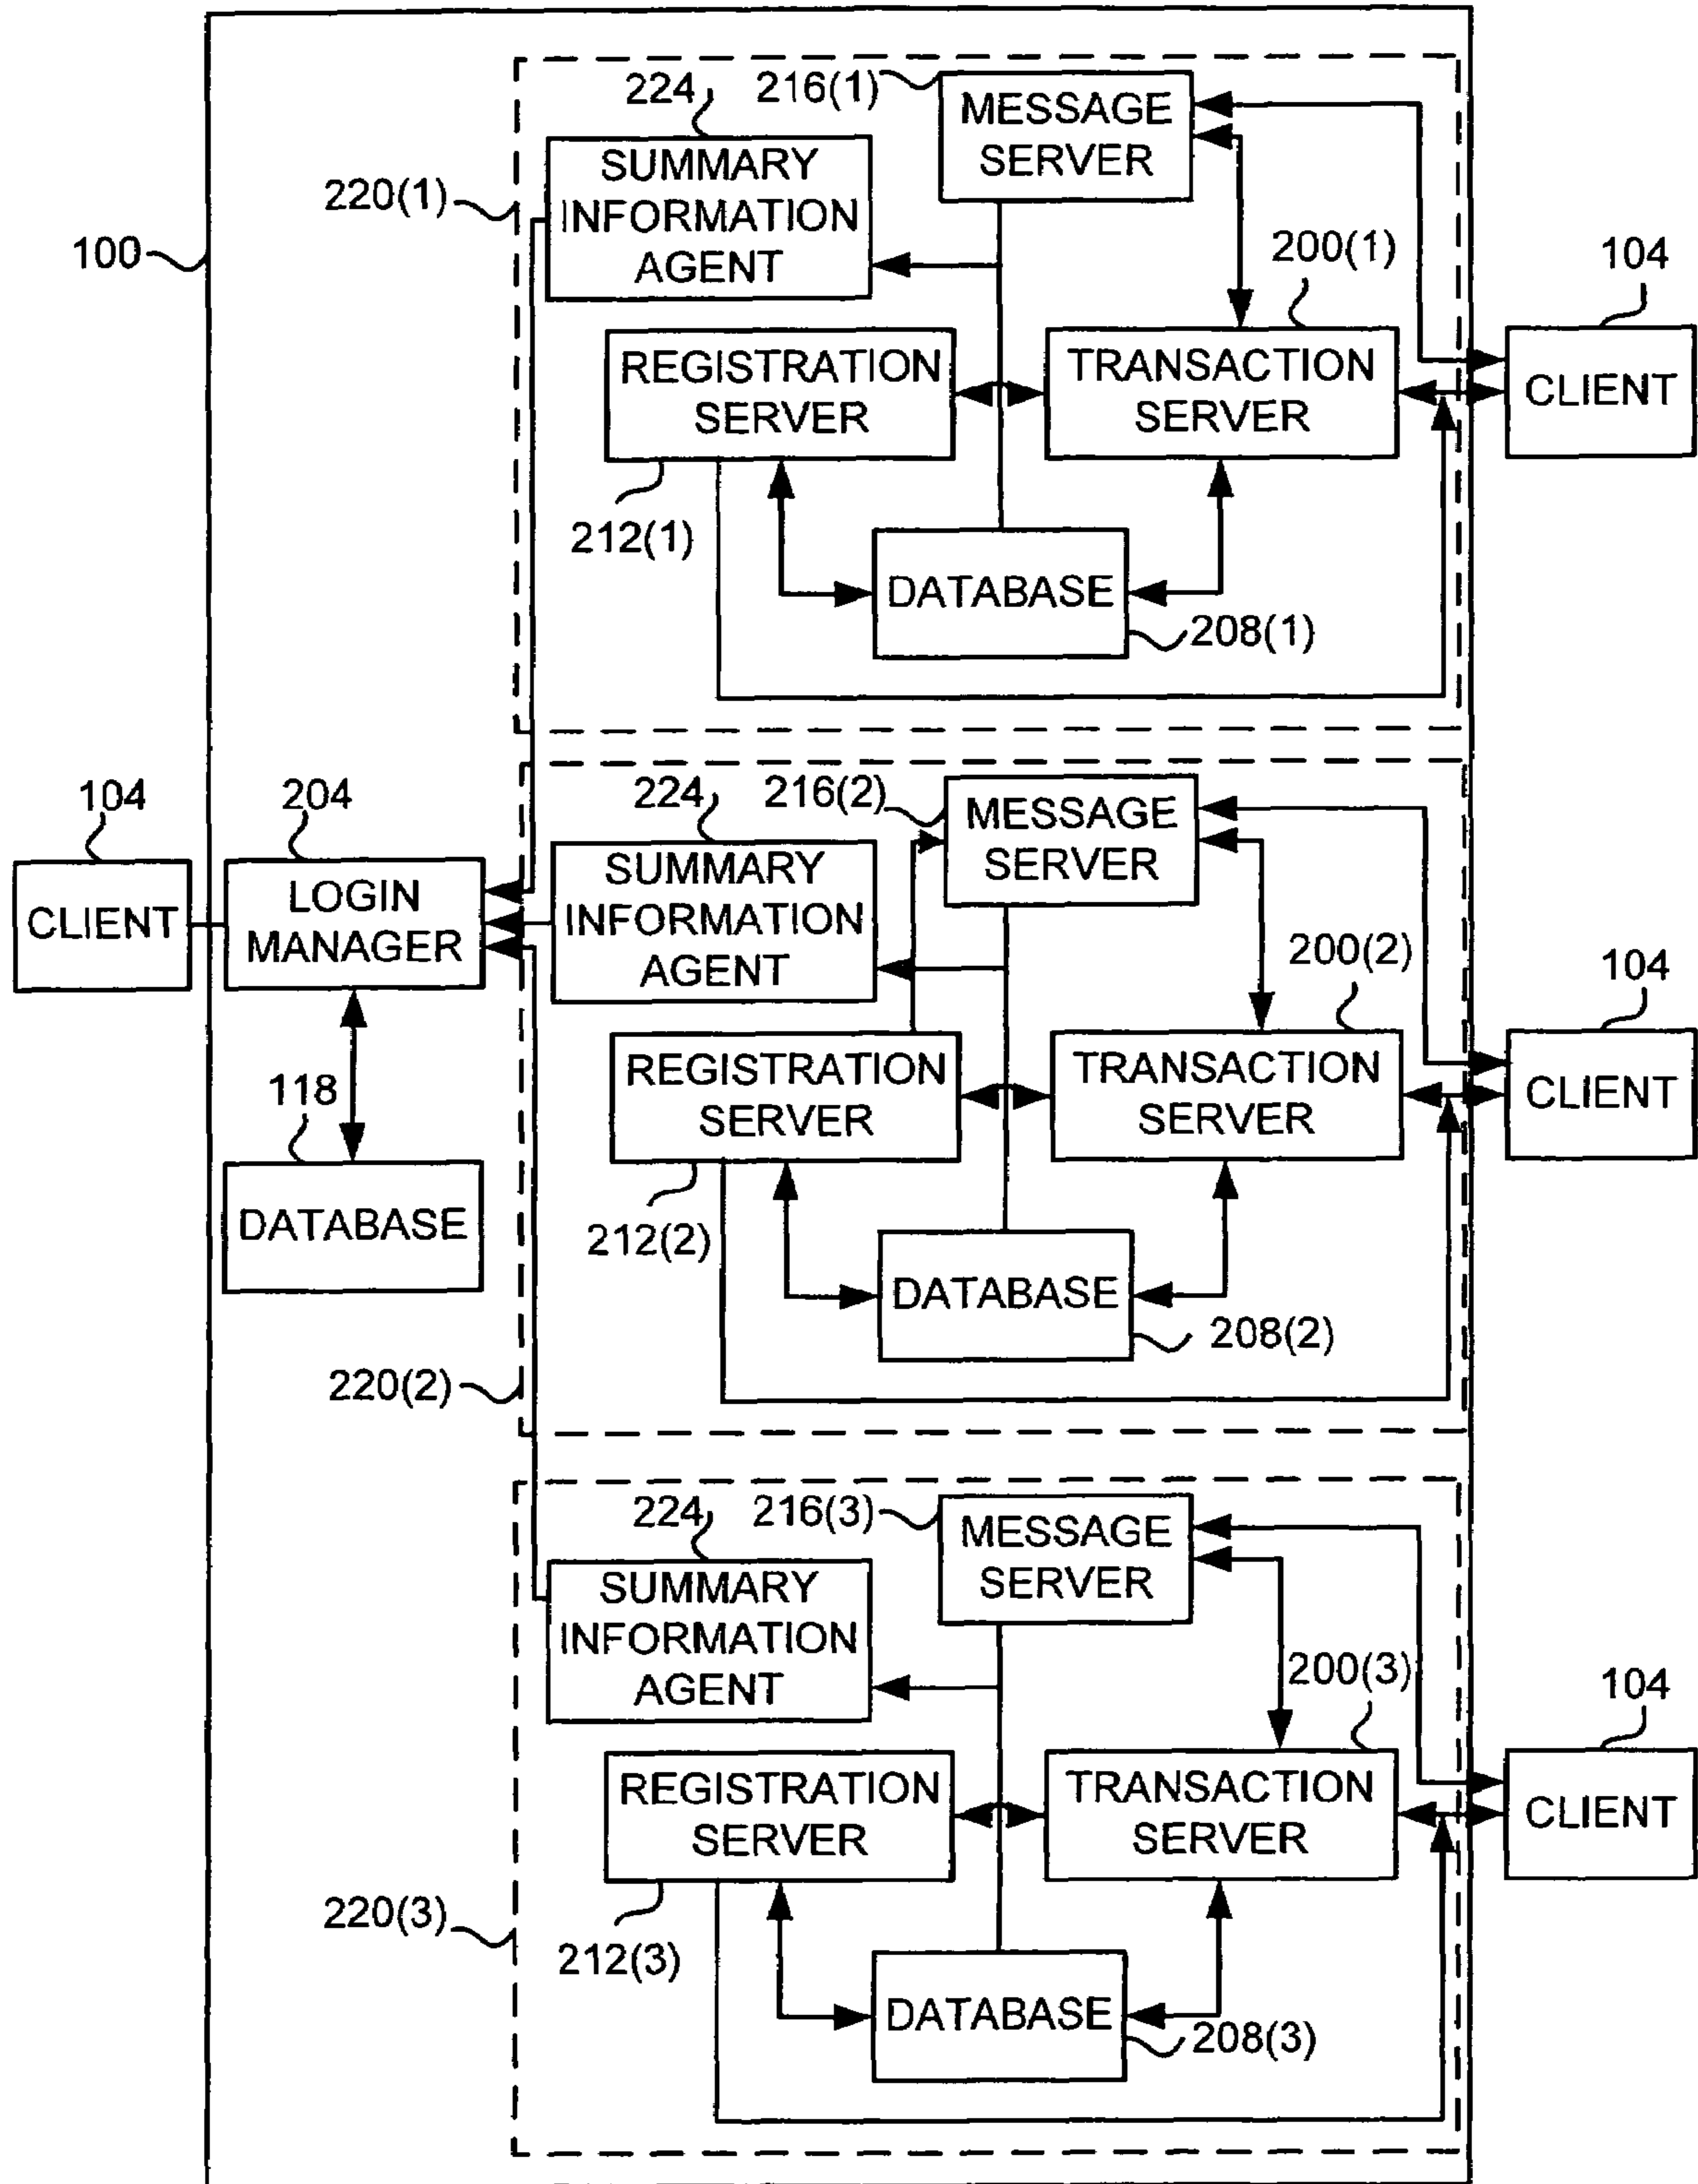 224
216(1)
MESSAGE
SERVER
SUMMARY
INFORMATION
AGENT
220(1)
100
200(1)
104
REGISTRATION
SERVER
TRANSACTION
SERVER
CLIENT
212(1)
DATABASE
208(1)
104
204
224
216(2)
MESSAGE
SERVER
CLIENT
LOGIN
MANAGER
SUMMARY
INFORMATION
AGENT
200(2)
104
118
REGISTRATION
SERVER
TRANSACTION
SERVER
CLIENT
DATABASE
212(2)
DATABASE
208(2)
220(2)
224
216(3)
MESSAGE
SERVER
SUMMARY
INFORMATION
AGENT
200(3)
104
REGISTRATION
SERVER
TRANSACTION
SERVER
CLIENT
220(3)
212(3)
DATABASE
208(3)